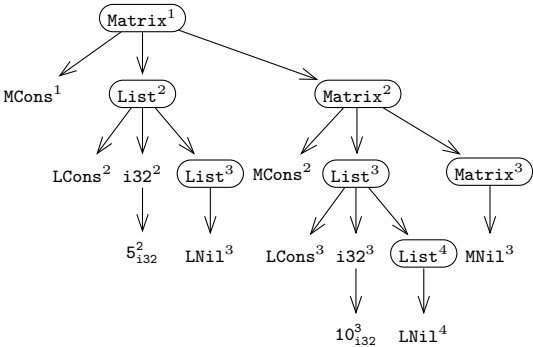 Matrix¹
MCons¹ List² Matrix²
LCons² i32² List³ MCons² List³ Matrix³
5²ᵢ₃₂ LNil³ LCons³ i32³ List⁴ MNil³
10³ᵢ₃₂ LNil⁴